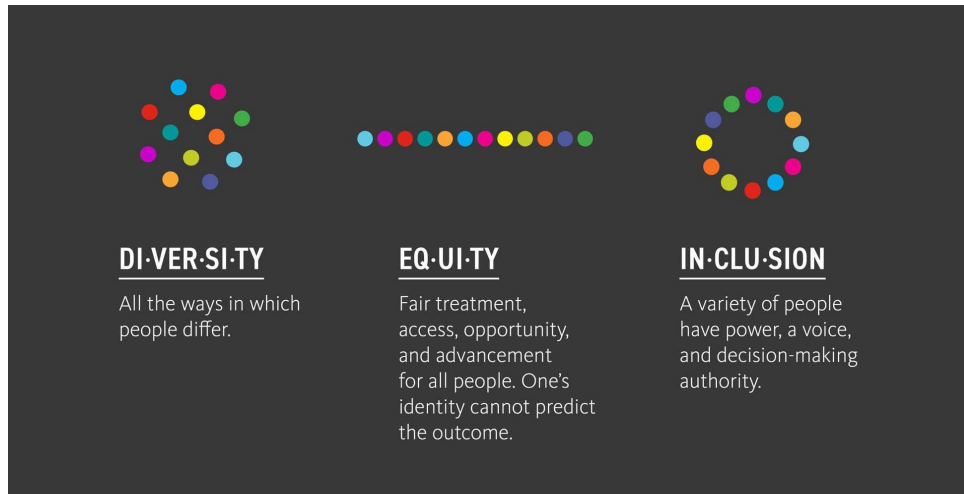 DI·VER·SI·TY
All the ways in which
people differ.
EQ·UI·TY
Fair treatment,
access, opportunity,
and advancement
for all people. One’s
identity cannot predict
the outcome.
IN·CLU·SION
A variety of people
have power, a voice,
and decision-making
authority.